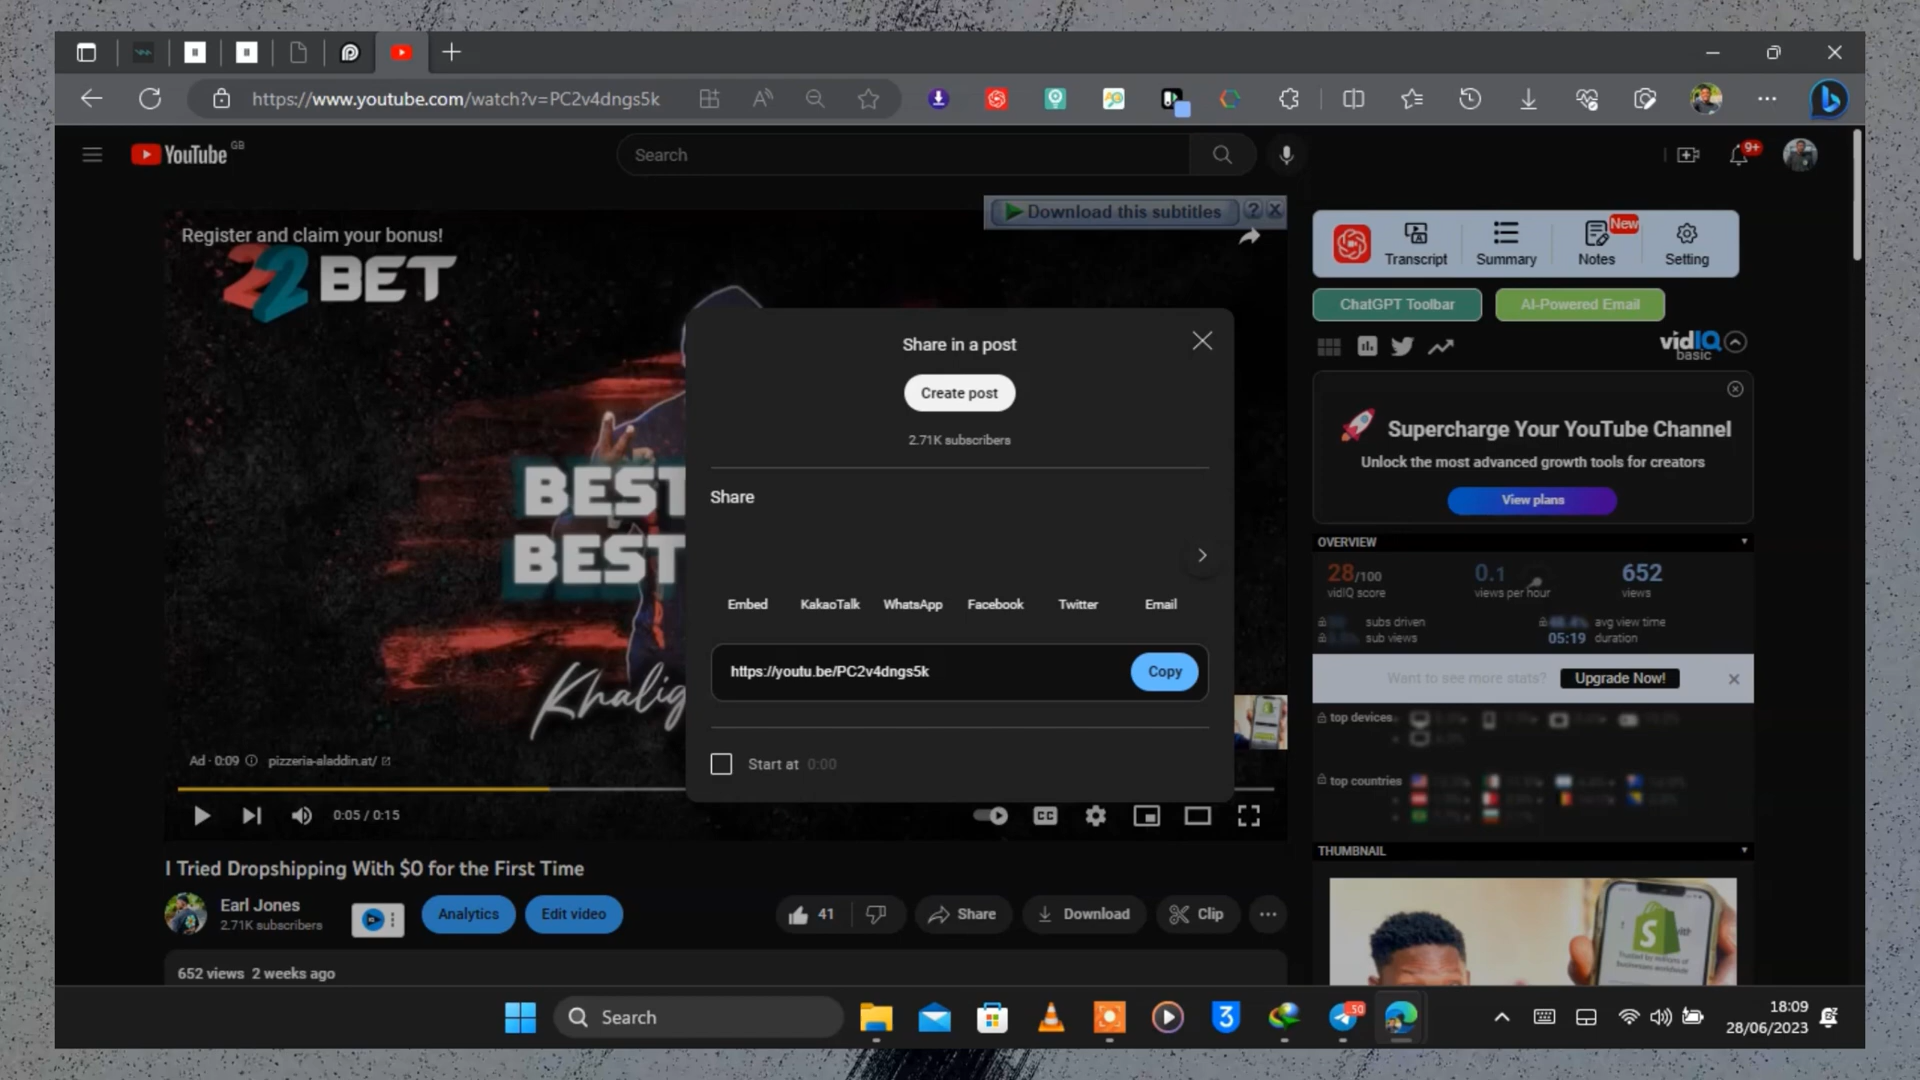 https://www.youtube.com/watch?v=PC2v4dngs5k
YouTube GB
Search
9+
Register and claim your bonus!
22BET
Download this subtitles
Transcript
Summary
Notes
New
Setting
ChatGPT Toolbar
AI-Powered Email
vidIQ
basic
Share in a post
Create post
2.71K subscribers
Share
Embed
KakaoTalk
WhatsApp
Facebook
Twitter
Email
https://youtu.be/PC2v4dngs5k
Copy
Start at 0:00
BEST
BEST
Khalig
Supercharge Your YouTube Channel
Unlock the most advanced growth tools for creators
View plans
OVERVIEW
28/100
vidIQ score
0.1
views per hour
652
views
subs driven
sub views
avg view time
05:19 duration
Want to see more stats?
Upgrade Now!
top devices
top countries
THUMBNAIL
Ad · 0:09
pizzeria-aladdin.at/
0:05 / 0:15
CC
I Tried Dropshipping With $0 for the First Time
Earl Jones
2.71K subscribers
Analytics
Edit video
41
Share
Download
Clip
652 views 2 weeks ago
Search
3
50
18:09
28/06/2023